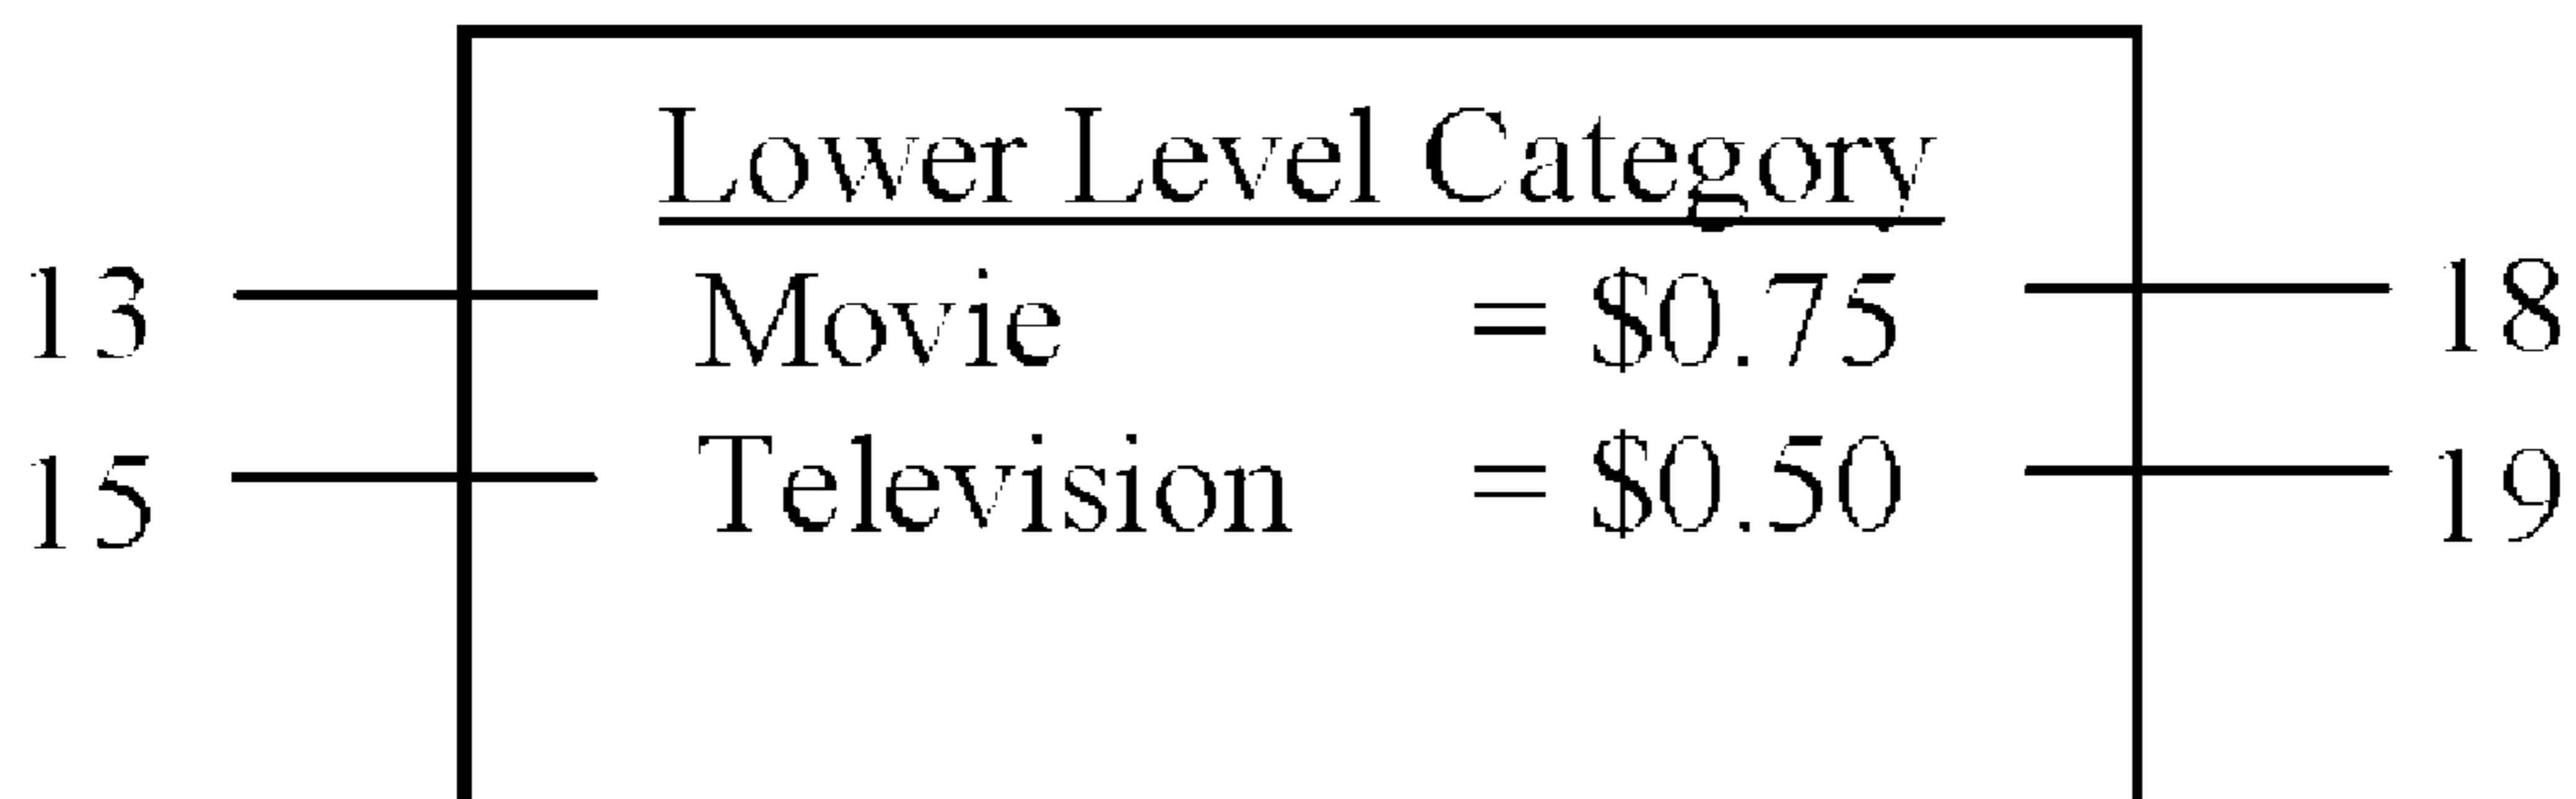 Lower Level Category
13 Movie = $0.75 18
15 Television = $0.50 19